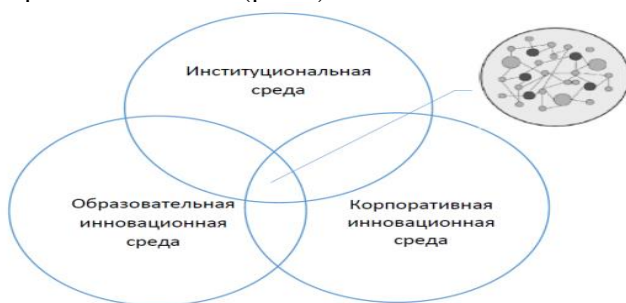 Институциональная
среда
Образовательная
инновационная
среда
Корпоративная
инновационная
среда